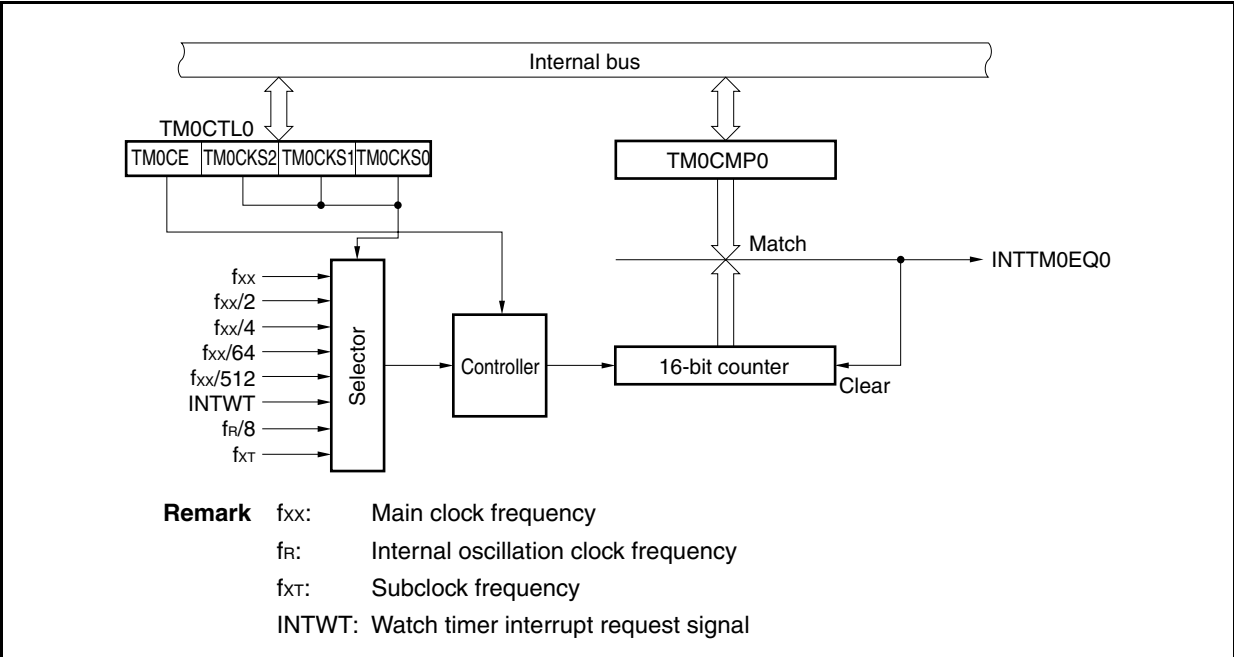 Internal bus
TM0CTL0
TM0CE TM0CKS2 TM0CKS1 TM0CKS0
TM0CMP0
Match
INTTM0EQ0
fxx
fxx/2
fxx/4
fxx/64
fxx/512
INTWT
fR/8
fXT
Selector
Controller
16-bit counter
Clear
Remark fxx: Main clock frequency
fR: Internal oscillation clock frequency
fXT: Subclock frequency
INTWT: Watch timer interrupt request signal